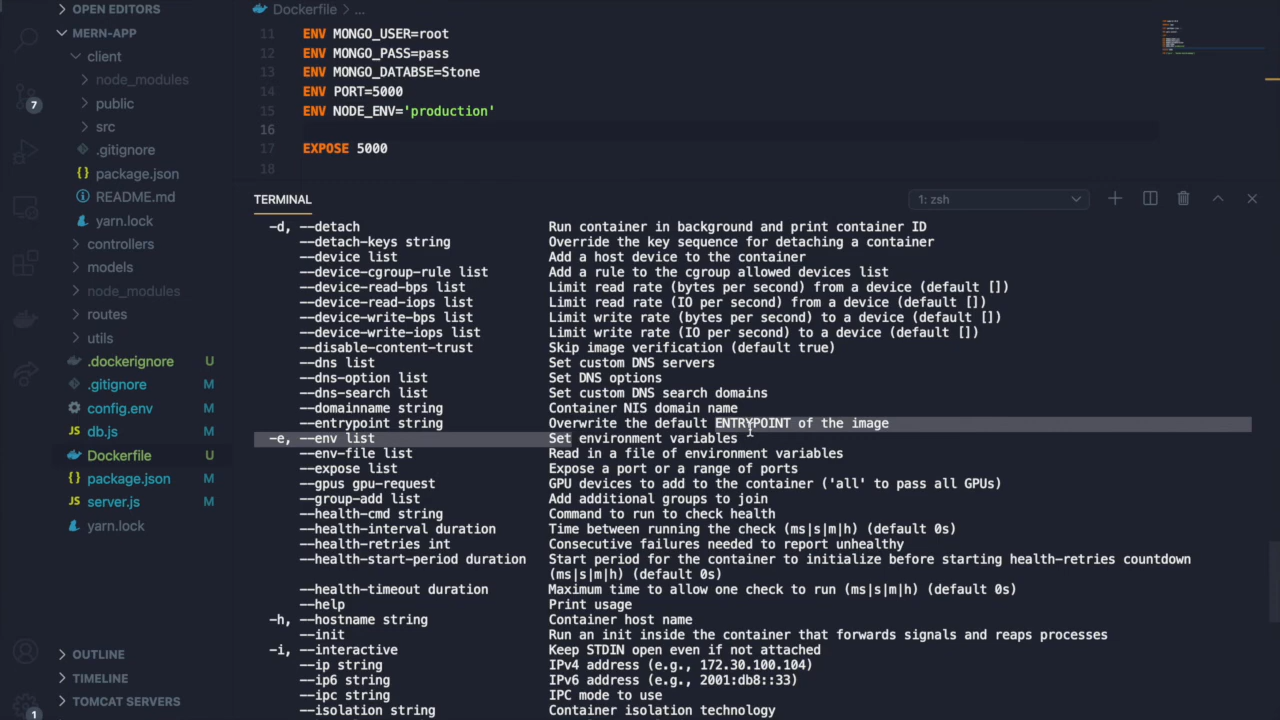 OPEN EDITORS
MERN-APP
client
node_modules
public
src
.gitignore
{} package.json
README.md
yarn.lock
controllers
models
node_modules
routes
utils
.dockerignore U
.gitignore M
config.env M
JS db.js M
Dockerfile U
{} package.json M
JS server.js M
yarn.lock
OUTLINE
TIMELINE
TOMCAT SERVERS
7
1
Dockerfile > ...
11 ENV MONGO_USER=root
12 ENV MONGO_PASS=pass
13 ENV MONGO_DATABSE=Stone
14 ENV PORT=5000
15 ENV NODE_ENV='production'
16
17 EXPOSE 5000
18
TERMINAL
1: zsh
-d, --detach Run container in background and print container ID
--detach-keys string Override the key sequence for detaching a container
--device list Add a host device to the container
--device-cgroup-rule list Add a rule to the cgroup allowed devices list
--device-read-bps list Limit read rate (bytes per second) from a device (default [])
--device-read-iops list Limit read rate (IO per second) from a device (default [])
--device-write-bps list Limit write rate (bytes per second) to a device (default [])
--device-write-iops list Limit write rate (IO per second) to a device (default [])
--disable-content-trust Skip image verification (default true)
--dns list Set custom DNS servers
--dns-option list Set DNS options
--dns-search list Set custom DNS search domains
--domainname string Container NIS domain name
--entrypoint string Overwrite the default ENTRYPOINT of the image
-e, --env list Set environment variables
--env-file list Read in a file of environment variables
--expose list Expose a port or a range of ports
--gpus gpu-request GPU devices to add to the container ('all' to pass all GPUs)
--group-add list Add additional groups to join
--health-cmd string Command to run to check health
--health-interval duration Time between running the check (ms|s|m|h) (default 0s)
--health-retries int Consecutive failures needed to report unhealthy
--health-start-period duration Start period for the container to initialize before starting health-retries countdown
(ms|s|m|h) (default 0s)
--health-timeout duration Maximum time to allow one check to run (ms|s|m|h) (default 0s)
--help Print usage
-h, --hostname string Container host name
--init Run an init inside the container that forwards signals and reaps processes
-i, --interactive Keep STDIN open even if not attached
--ip string IPv4 address (e.g., 172.30.100.104)
--ip6 string IPv6 address (e.g., 2001:db8::33)
--ipc string IPC mode to use
--isolation string Container isolation technology